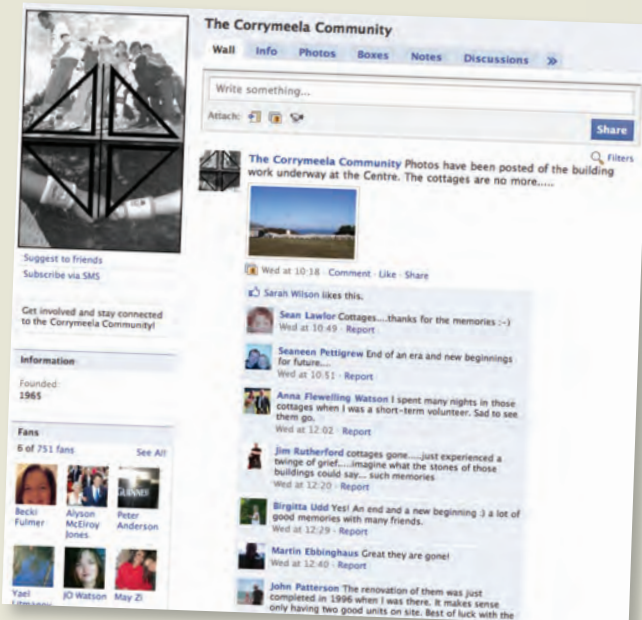 The Corrymeela Community
Wall Info Photos Boxes Notes Discussions »
Write something...
Attach:
Share
Filters
The Corrymeela Community Photos have been posted of the building
work underway at the Centre. The cottages are no more.....
Wed at 10:18 · Comment · Like · Share
Sarah Wilson likes this.
Sean Lawlor Cottages....thanks for the memories :-)
Wed at 10:49 · Report
Seaneen Pettigrew End of an era and new beginnings
for future....
Wed at 10:51 · Report
Anna Flewelling Watson I spent many nights in those
cottages when I was a short-term volunteer. Sad to see
them go.
Wed at 12:02 · Report
Jim Rutherford cottages gone....just experienced a
twinge of grief.....imagine what the stones of those
buildings could say... such memories
Wed at 12:20 · Report
Birgitta Udd Yes! An end and a new beginning :) a lot of
good memories with many friends.
Wed at 12:29 · Report
Martin Ebbinghaus Great they are gone!
Wed at 12:40 · Report
John Patterson The renovation of them was just
completed in 1996 when I was there. It makes sense
only having two good units on site. Best of luck with the
Suggest to friends
Subscribe via SMS
Get involved and stay connected
to the Corrymeela Community!
Information
Founded:
1965
Fans
6 of 751 fans See All
GUINNESS
Becki
Fulmer
Alyson
McElroy
Jones
Peter
Anderson
Yael
JO Watson
May Zi